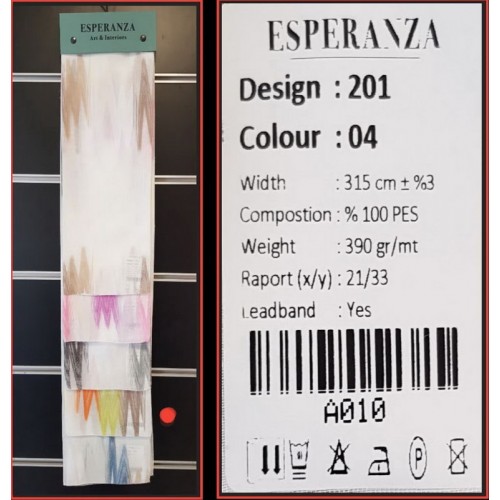 ESPERANZA
Art & Interiors
ESPERANZA
Design : 201
Colour : 04
Width : 315 cm ± %3
Compostion : % 100 PES
Weight : 390 gr/mt
Raport (x/y) : 21/33
Leadband : Yes
A010
P